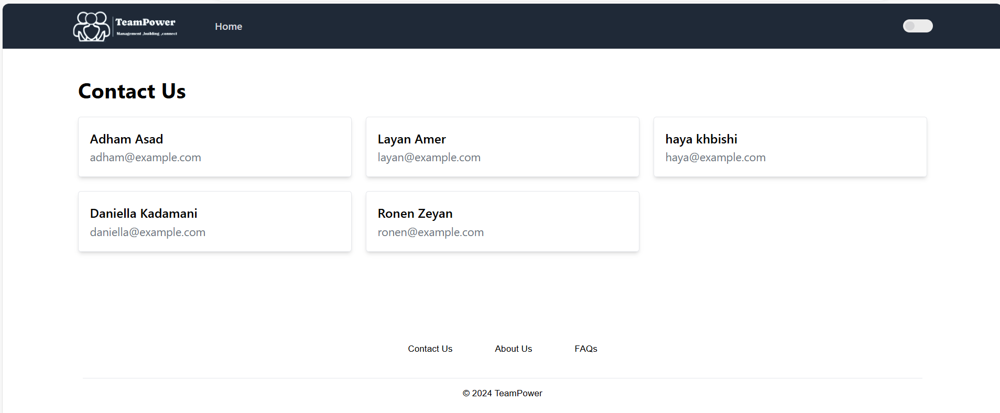 TeamPower
Management ,building ,connect
Home
Contact Us
Adham Asad
adham@example.com
Layan Amer
layan@example.com
haya khbishi
haya@example.com
Daniella Kadamani
daniella@example.com
Ronen Zeyan
ronen@example.com
Contact Us
About Us
FAQs
© 2024 TeamPower